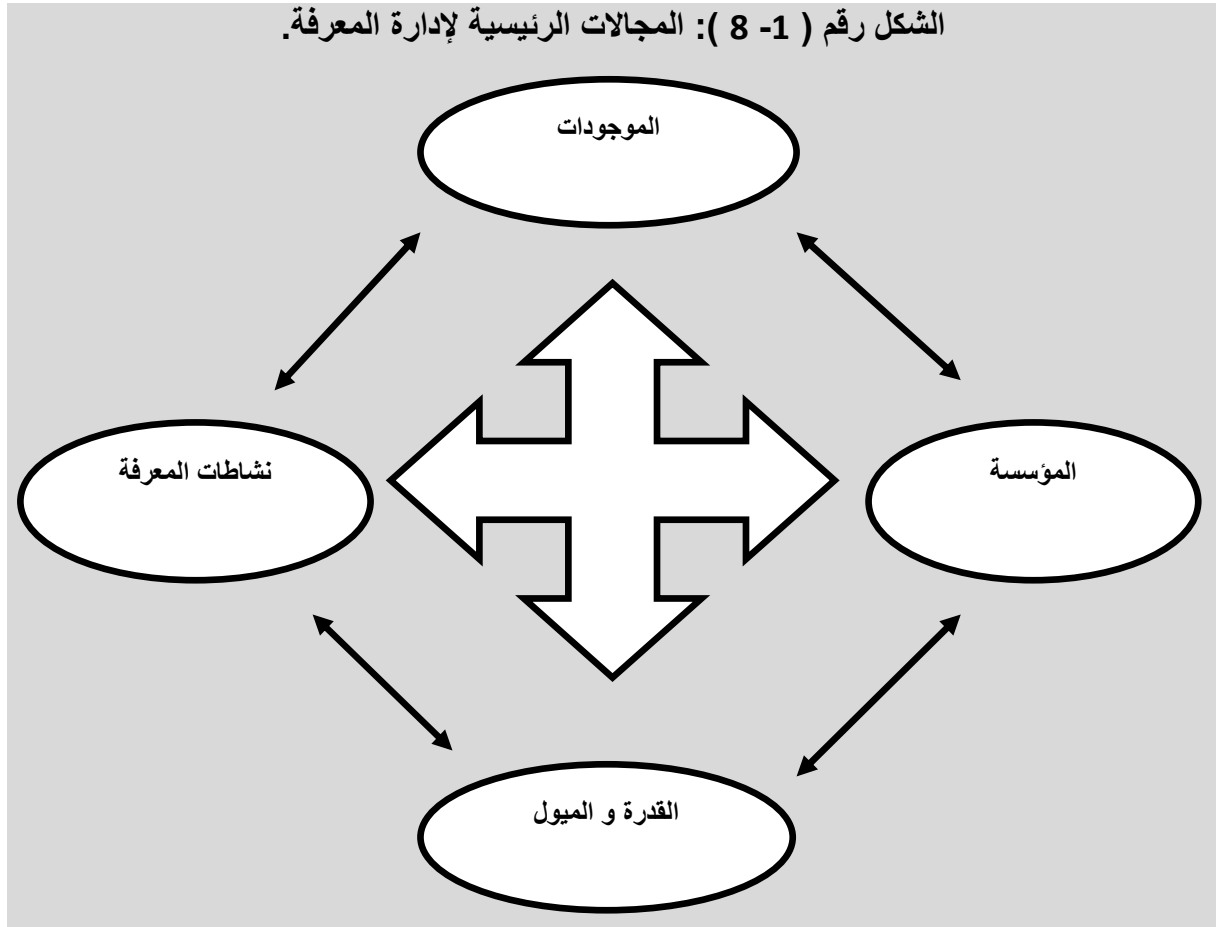 الشكل رقم ( 1- 8 ): المجالات الرئيسية لإدارة المعرفة.
الموجودات
المؤسسة
نشاطات المعرفة
القدرة و الميول